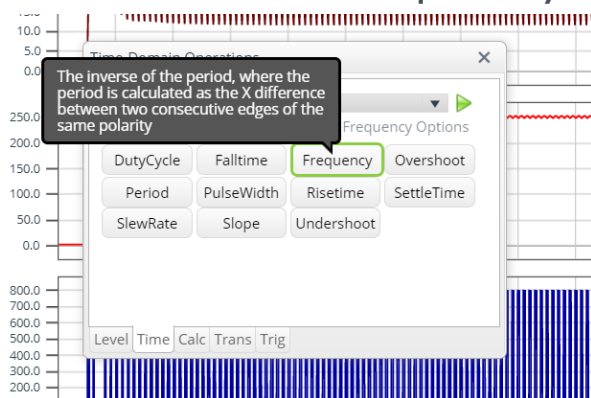 10.0
5.0
0.0
The inverse of the period, where the
period is calculated as the X difference
between two consecutive edges of the
same polarity
Frequency Options
DutyCycle Falltime Frequency Overshoot
Period PulseWidth Risetime SettleTime
SlewRate Slope Undershoot
Level Time Calc Trans Trig
250.0
200.0
150.0
100.0
50.0
0.0
800.0
700.0
600.0
500.0
400.0
300.0
200.0